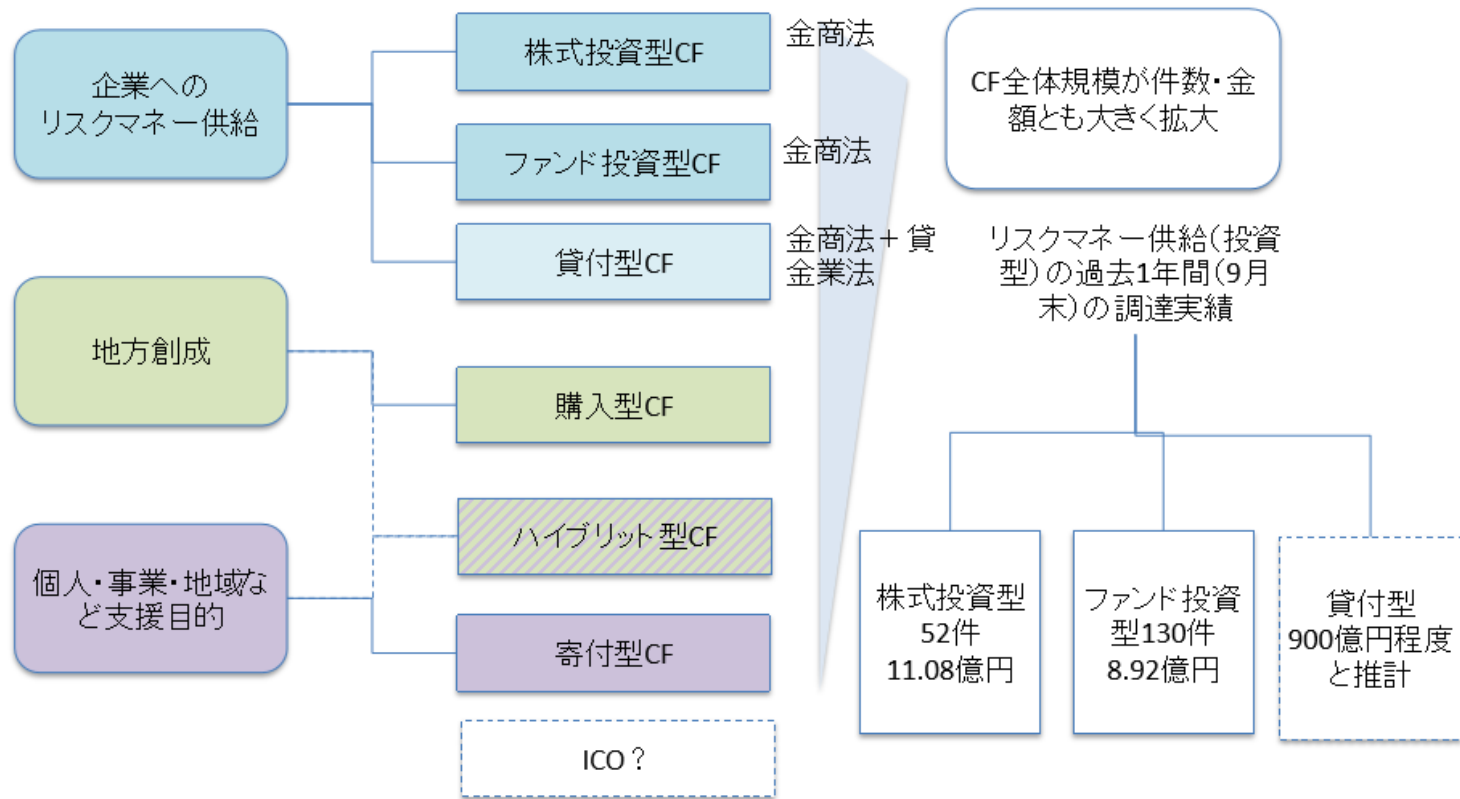 企業への
リスクマネー供給
地方創成
個人・事業・地域な
ど支援目的
株式投資型CF
金商法
ファンド投資型CF
金商法
貸付型CF
金商法＋貸
金業法
購入型CF
ハイブリット型CF
寄付型CF
ICO？
CF全体規模が件数・金
額とも大きく拡大
リスクマネー供給（投資
型）の過去1年間（9月
末）の調達実績
株式投資型
52件
11.08億円
ファンド投資
型130件
8.92億円
貸付型
900億円程度
と推計